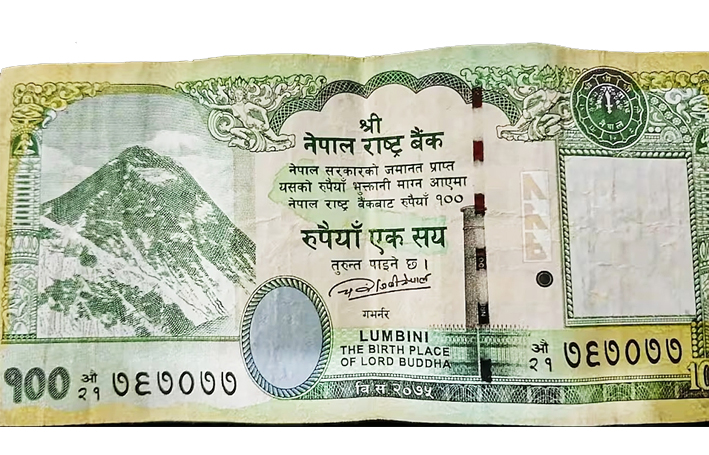 श्री
नेपाल राष्ट्र बैंक
नेपाल सरकारको जमानत प्राप्त
यसको रुपैयाँ भुक्तानी माग्न आएमा
नेपाल राष्ट्र बैंकबाट रुपैयाँ १००
रुपैयाँ एक सय
तुरुन्त पाइने छ।
गभर्नर
LUMBINI
THE BIRTH PLACE
OF LORD BUDDHA
वि.सं.२०७५
१०० औ २१ ७६७०७७
औ २१ ७६७०७७